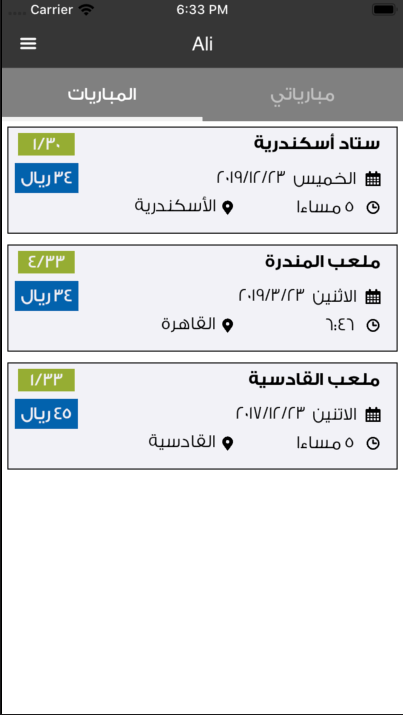 Carrier 6:33 PM
Ali
المباريات مبارياتي
ستاد أسكندرية ١/٣٠
الخميس ٢٠١٩/١٢/٢٣ ٣٤ ريال
٥ مساءا الأسكندرية
ملعب المندرة ٤/٣٣
الاثنين ٢٠١٩/٣/٢٣ ٣٤ ريال
٦:٤٦ القاهرة
ملعب القادسية ١/٣٣
الاتنين ٢٠١٧/١٢/٢٣ ٤٥ ريال
٥ مساءا القادسية